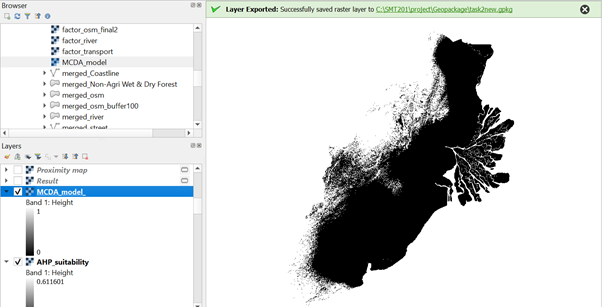 Browser
factor_osm_final2
factor_river
factor_transport
MCDA_model
merged_Coastline
merged_Non-Agri Wet & Dry Forest
merged_osm
merged_osm_buffer100
merged_river
merged_street
Layers
Proximity map
Result
MCDA_model_
Band 1: Height
1
0
AHP_suitability
Band 1: Height
0.611601
Layer Exported: Successfully saved raster layer to C:\SMT201\project\Geopackage\task2new.gpkg